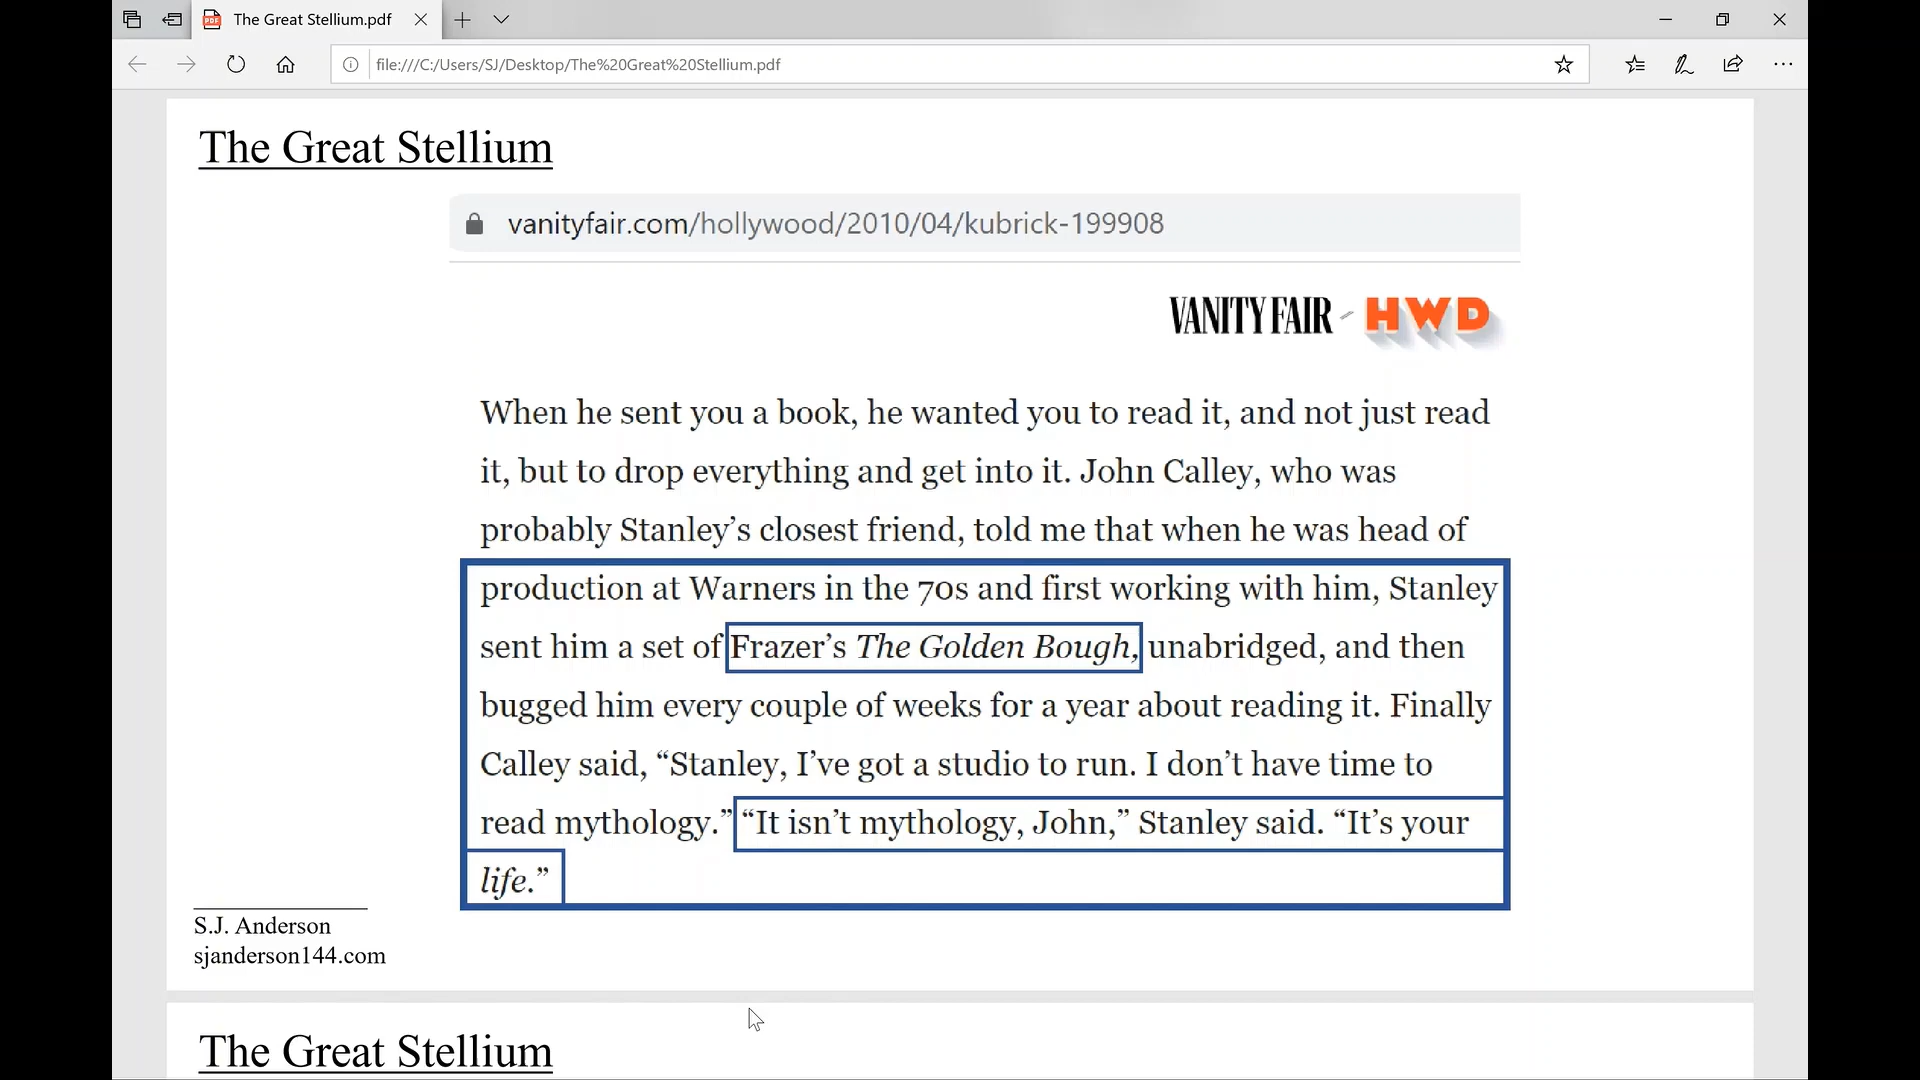 The Great Stellium.pdf
file:///C:/Users/SJ/Desktop/The%20Great%20Stellium.pdf
The Great Stellium
vanityfair.com/hollywood/2010/04/kubrick-199908
VANITY FAIR - HWD
When he sent you a book, he wanted you to read it, and not just read
it, but to drop everything and get into it. John Calley, who was
probably Stanley’s closest friend, told me that when he was head of
production at Warners in the 70s and first working with him, Stanley
sent him a set of Frazer’s The Golden Bough, unabridged, and then
bugged him every couple of weeks for a year about reading it. Finally
Calley said, “Stanley, I’ve got a studio to run. I don’t have time to
read mythology.” “It isn’t mythology, John,” Stanley said. “It’s your
life.”
S.J. Anderson
sjanderson144.com
The Great Stellium